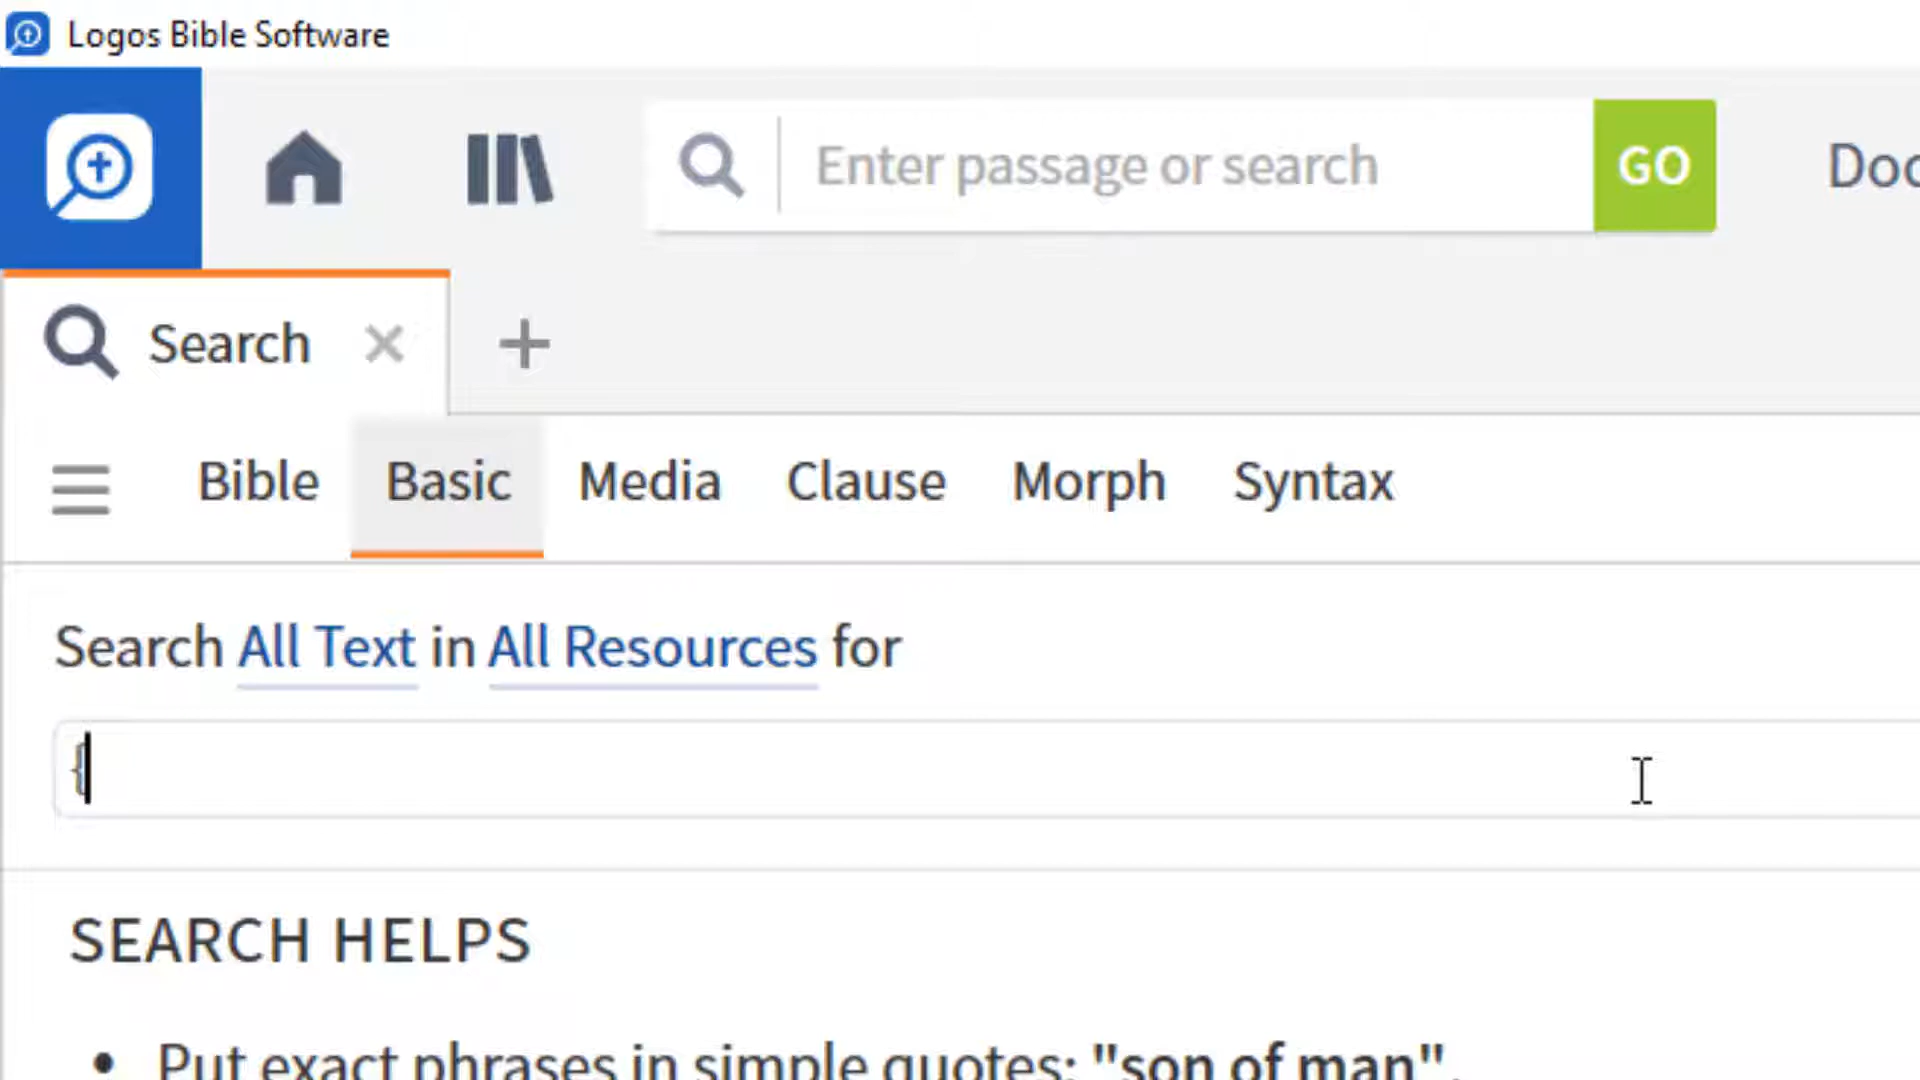 Logos Bible Software
Enter passage or search GO Doc
Search
Bible Basic Media Clause Morph Syntax
Search All Text in All Resources for
{
SEARCH HELPS
• Put exact phrases in simple quotes: "son of man".